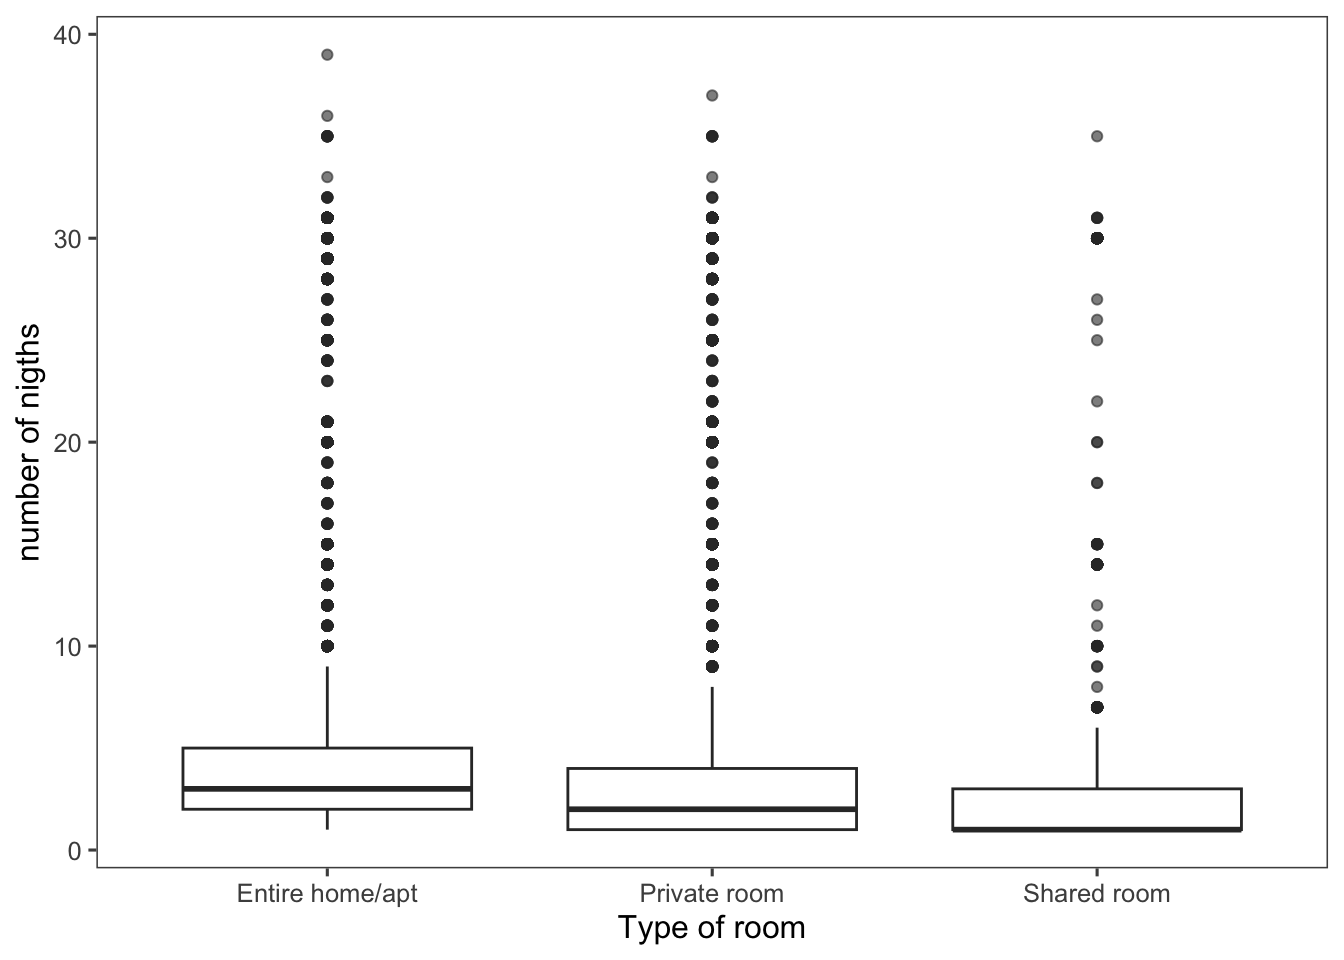 40
30
20
10
0
number of nigths
Entire home/apt
Private room
Shared room
Type of room